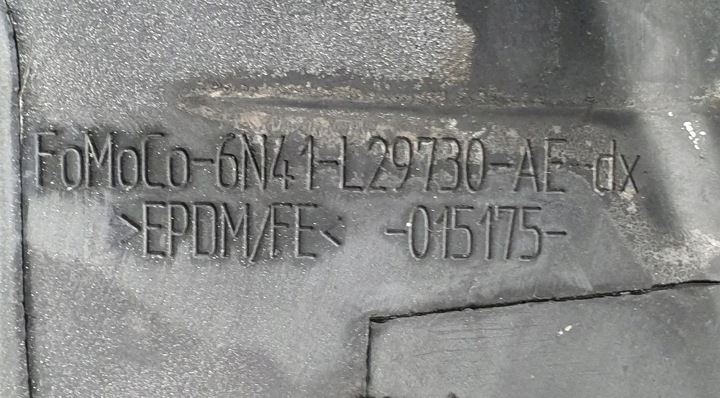 FoMoCo-6N41-L29730-AE-dx
>EPDM/FE< -015175-